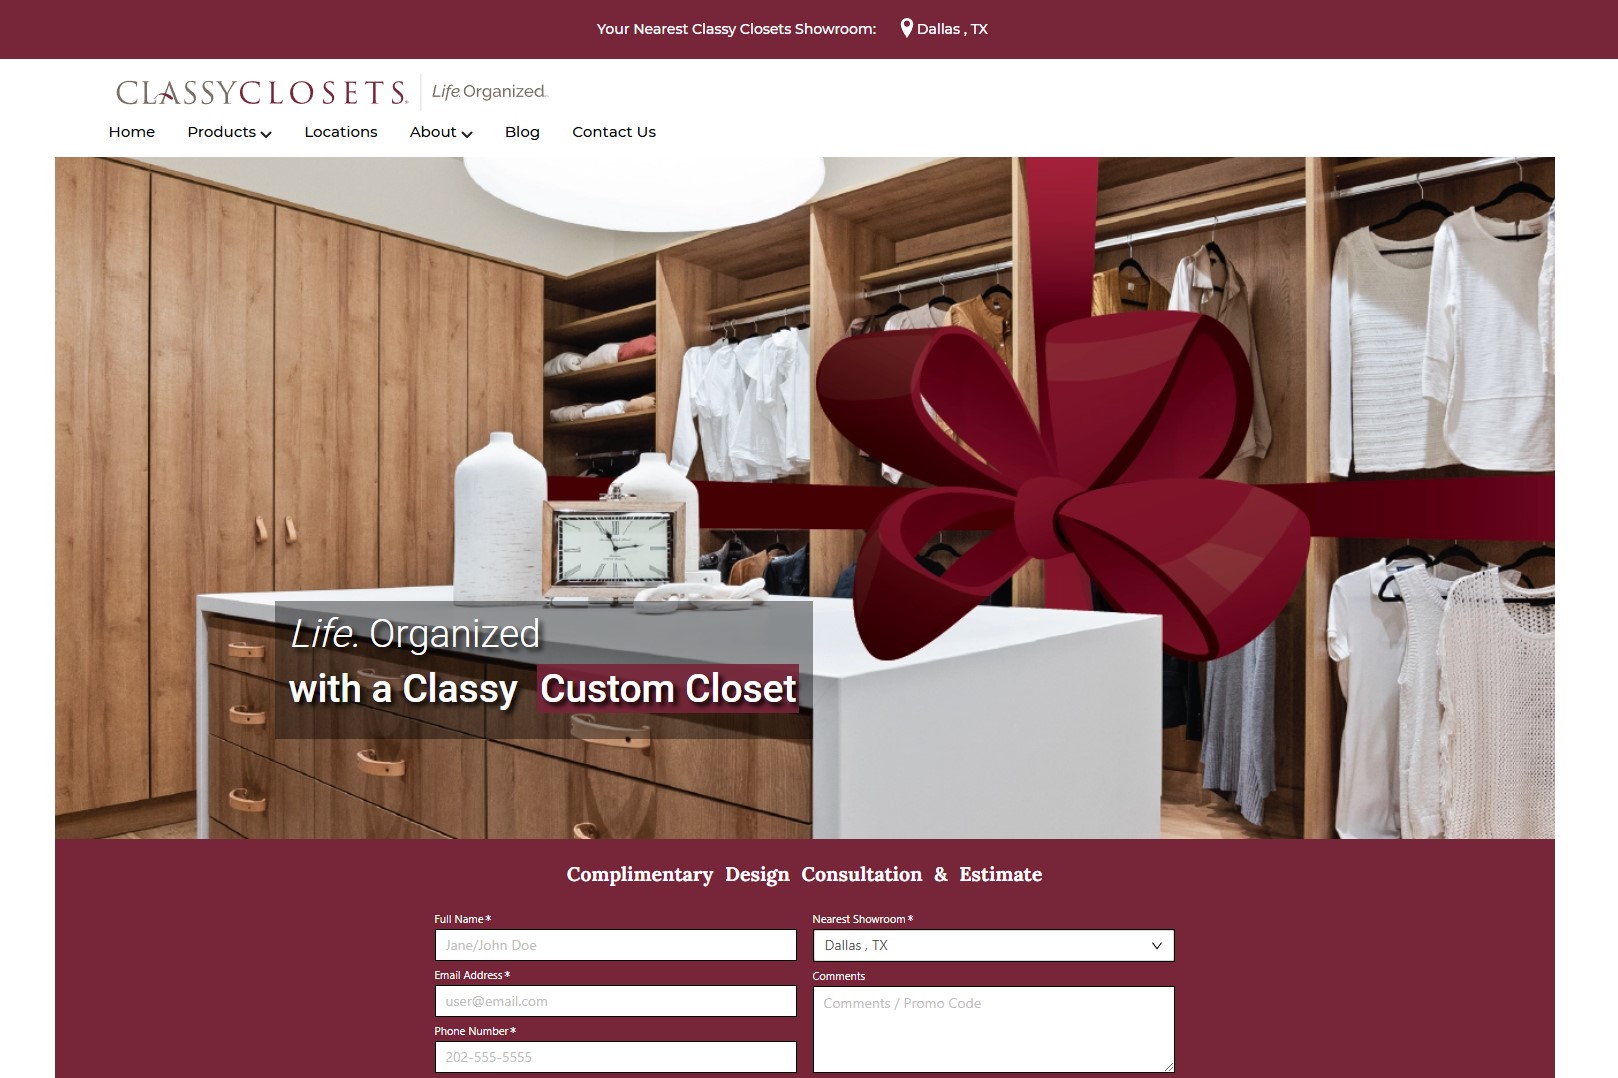 Your Nearest Classy Closets Showroom: Dallas , TX
CLASSYCLOSETS Life. Organized.
Home Products Locations About Blog Contact Us
Life. Organized
with a Classy Custom Closet
Complimentary Design Consultation & Estimate
Full Name* Nearest Showroom*
Jane/John Doe Dallas , TX
Email Address* Comments
user@email.com Comments / Promo Code
Phone Number*
202-555-5555